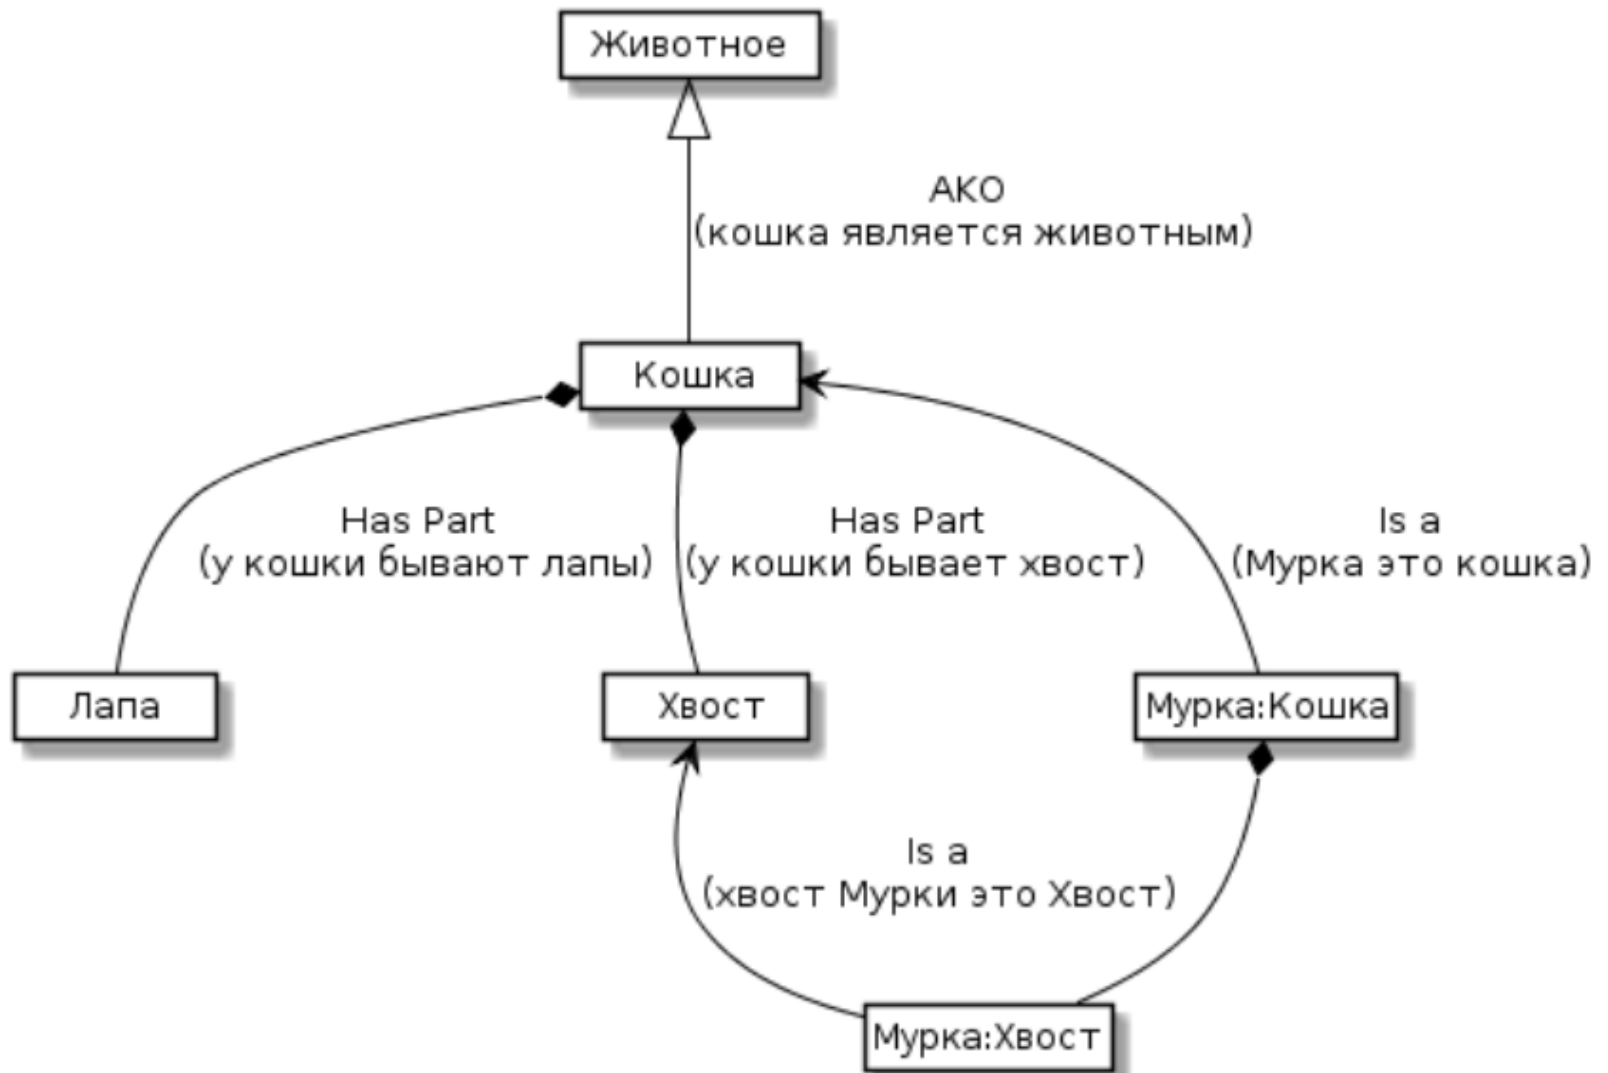 Животное
AKO
(кошка является животным)
Кошка
Has Part
(у кошки бывают лапы)
Has Part
(у кошки бывает хвост)
Is a
(Мурка это кошка)
Лапа
Хвост
Мурка:Кошка
Is a
(хвост Мурки это Хвост)
Мурка:Хвост